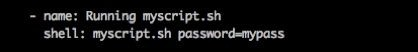 - name: Running myscript.sh
shell: myscript.sh password=mypass